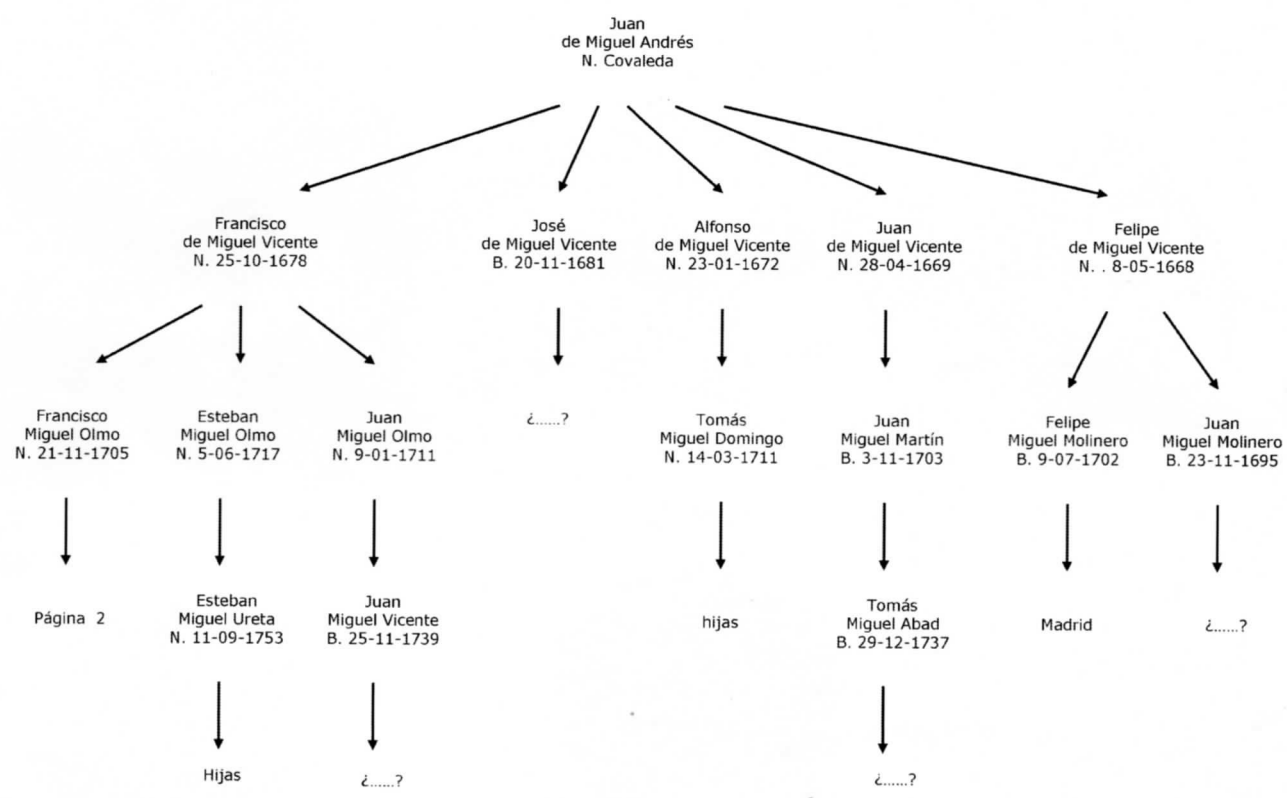 Juan
de Miguel Andrés
N. Covaleda
Francisco
de Miguel Vicente
N. 25-10-1678
José
de Miguel Vicente
B. 20-11-1681
Alfonso
de Miguel Vicente
N. 23-01-1672
Juan
de Miguel Vicente
N. 28-04-1669
Felipe
de Miguel Vicente
N. . 8-05-1668
Francisco
Miguel Olmo
N. 21-11-1705
Esteban
Miguel Olmo
N. 5-06-1717
Juan
Miguel Olmo
N. 9-01-1711
¿......?
Tomás
Miguel Domingo
N. 14-03-1711
Juan
Miguel Martín
B. 3-11-1703
Felipe
Miguel Molinero
B. 9-07-1702
Juan
Miguel Molinero
B. 23-11-1695
Página 2
Esteban
Miguel Ureta
N. 11-09-1753
Juan
Miguel Vicente
B. 25-11-1739
hijas
Tomás
Miguel Abad
B. 29-12-1737
Madrid
¿......?
Hijas
¿......?
¿......?